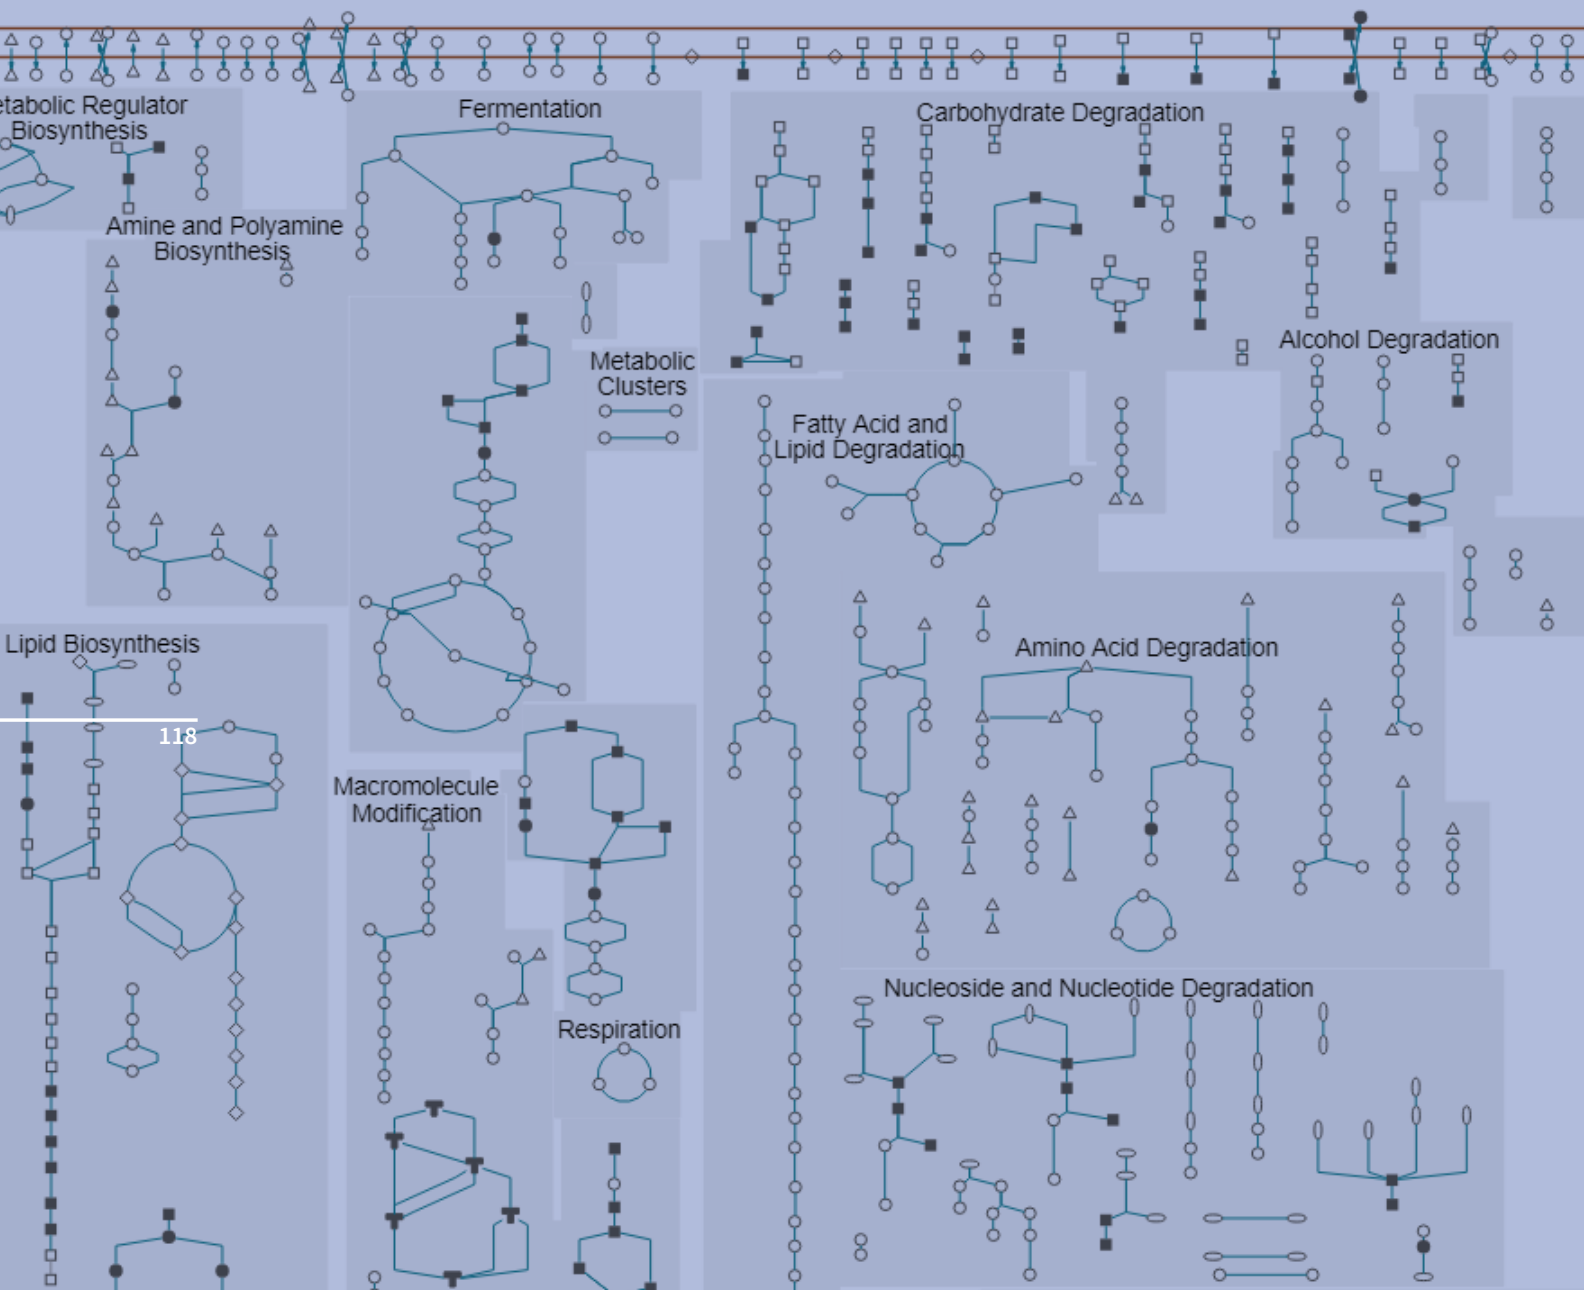 etabolic Regulator
Biosynthesis
Fermentation
Carbohydrate Degradation
Amine and Polyamine
Biosynthesis
Metabolic
Clusters
Alcohol Degradation
Fatty Acid and
Lipid Degradation
Lipid Biosynthesis
Amino Acid Degradation
118
Macromolecule
Modification
Nucleoside and Nucleotide Degradation
Respiration